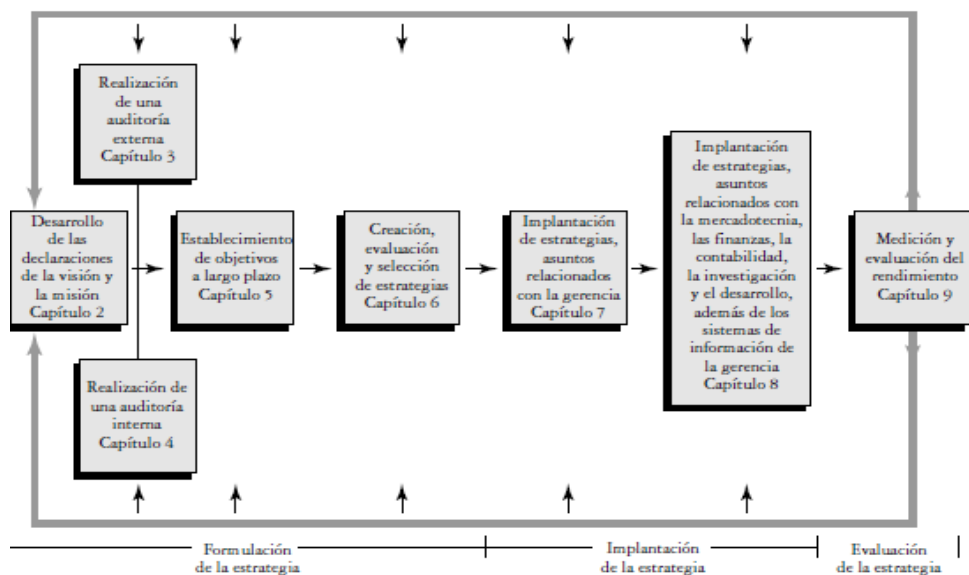 Realización
de una
auditoría
externa
Capítulo 3
Desarrollo
de las
declaraciones
de la visión y
la misión
Capítulo 2
Realización de
una auditoría
interna
Capítulo 4
Establecimiento
de objetivos
a largo plazo
Capítulo 5
Creación,
evaluación
y selección
de estrategias
Capítulo 6
Implantación
de estrategias,
asuntos
relacionados
con la gerencia
Capítulo 7
Implantación
de estrategias,
asuntos
relacionados con
la mercadotecnia,
las finanzas, la
contabilidad,
la investigación
y el desarrollo,
además de los
sistemas de
información de
la gerencia
Capítulo 8
Medición y
evaluación del
rendimiento
Capítulo 9
Formulación
de la estrategia
Implantación
de la estrategia
Evaluación
de la estrategia